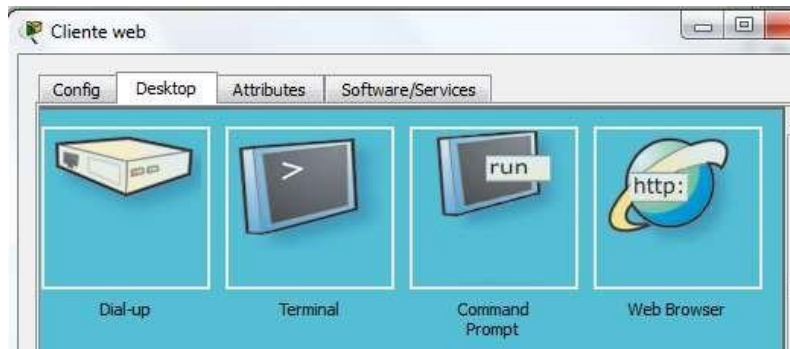 Cliente web
Config Desktop Attributes Software/Services
>
run
http:
Dial-up Terminal Command Prompt Web Browser